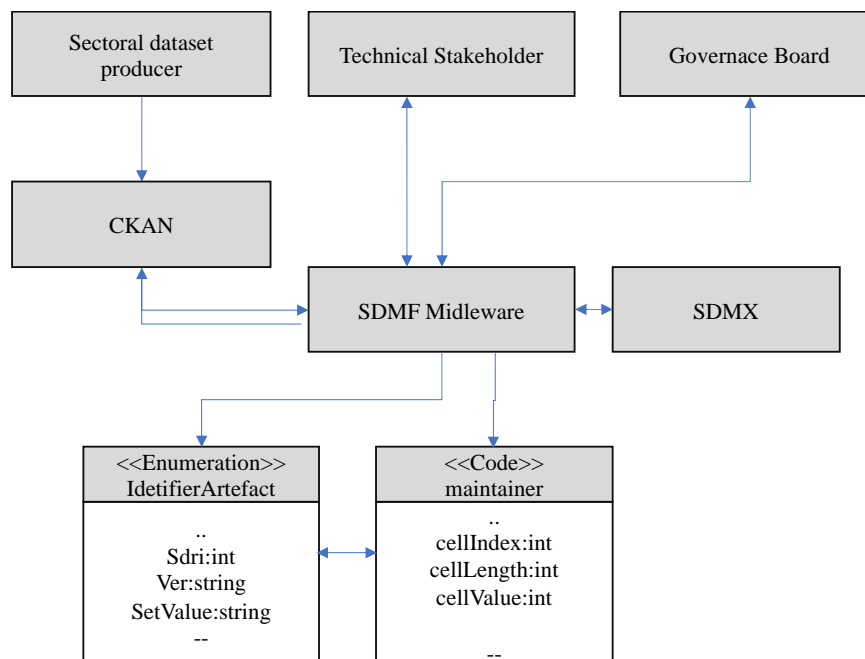 Sectoral dataset
producer
Technical Stakeholder
Governace Board
CKAN
SDMF Midleware
SDMX
<<Enumeration>>
IdetifierArtefact
..
Sdri:int
Ver:string
SetValue:string
--
<<Code>>
maintainer
..
cellIndex:int
cellLength:int
cellValue:int
--